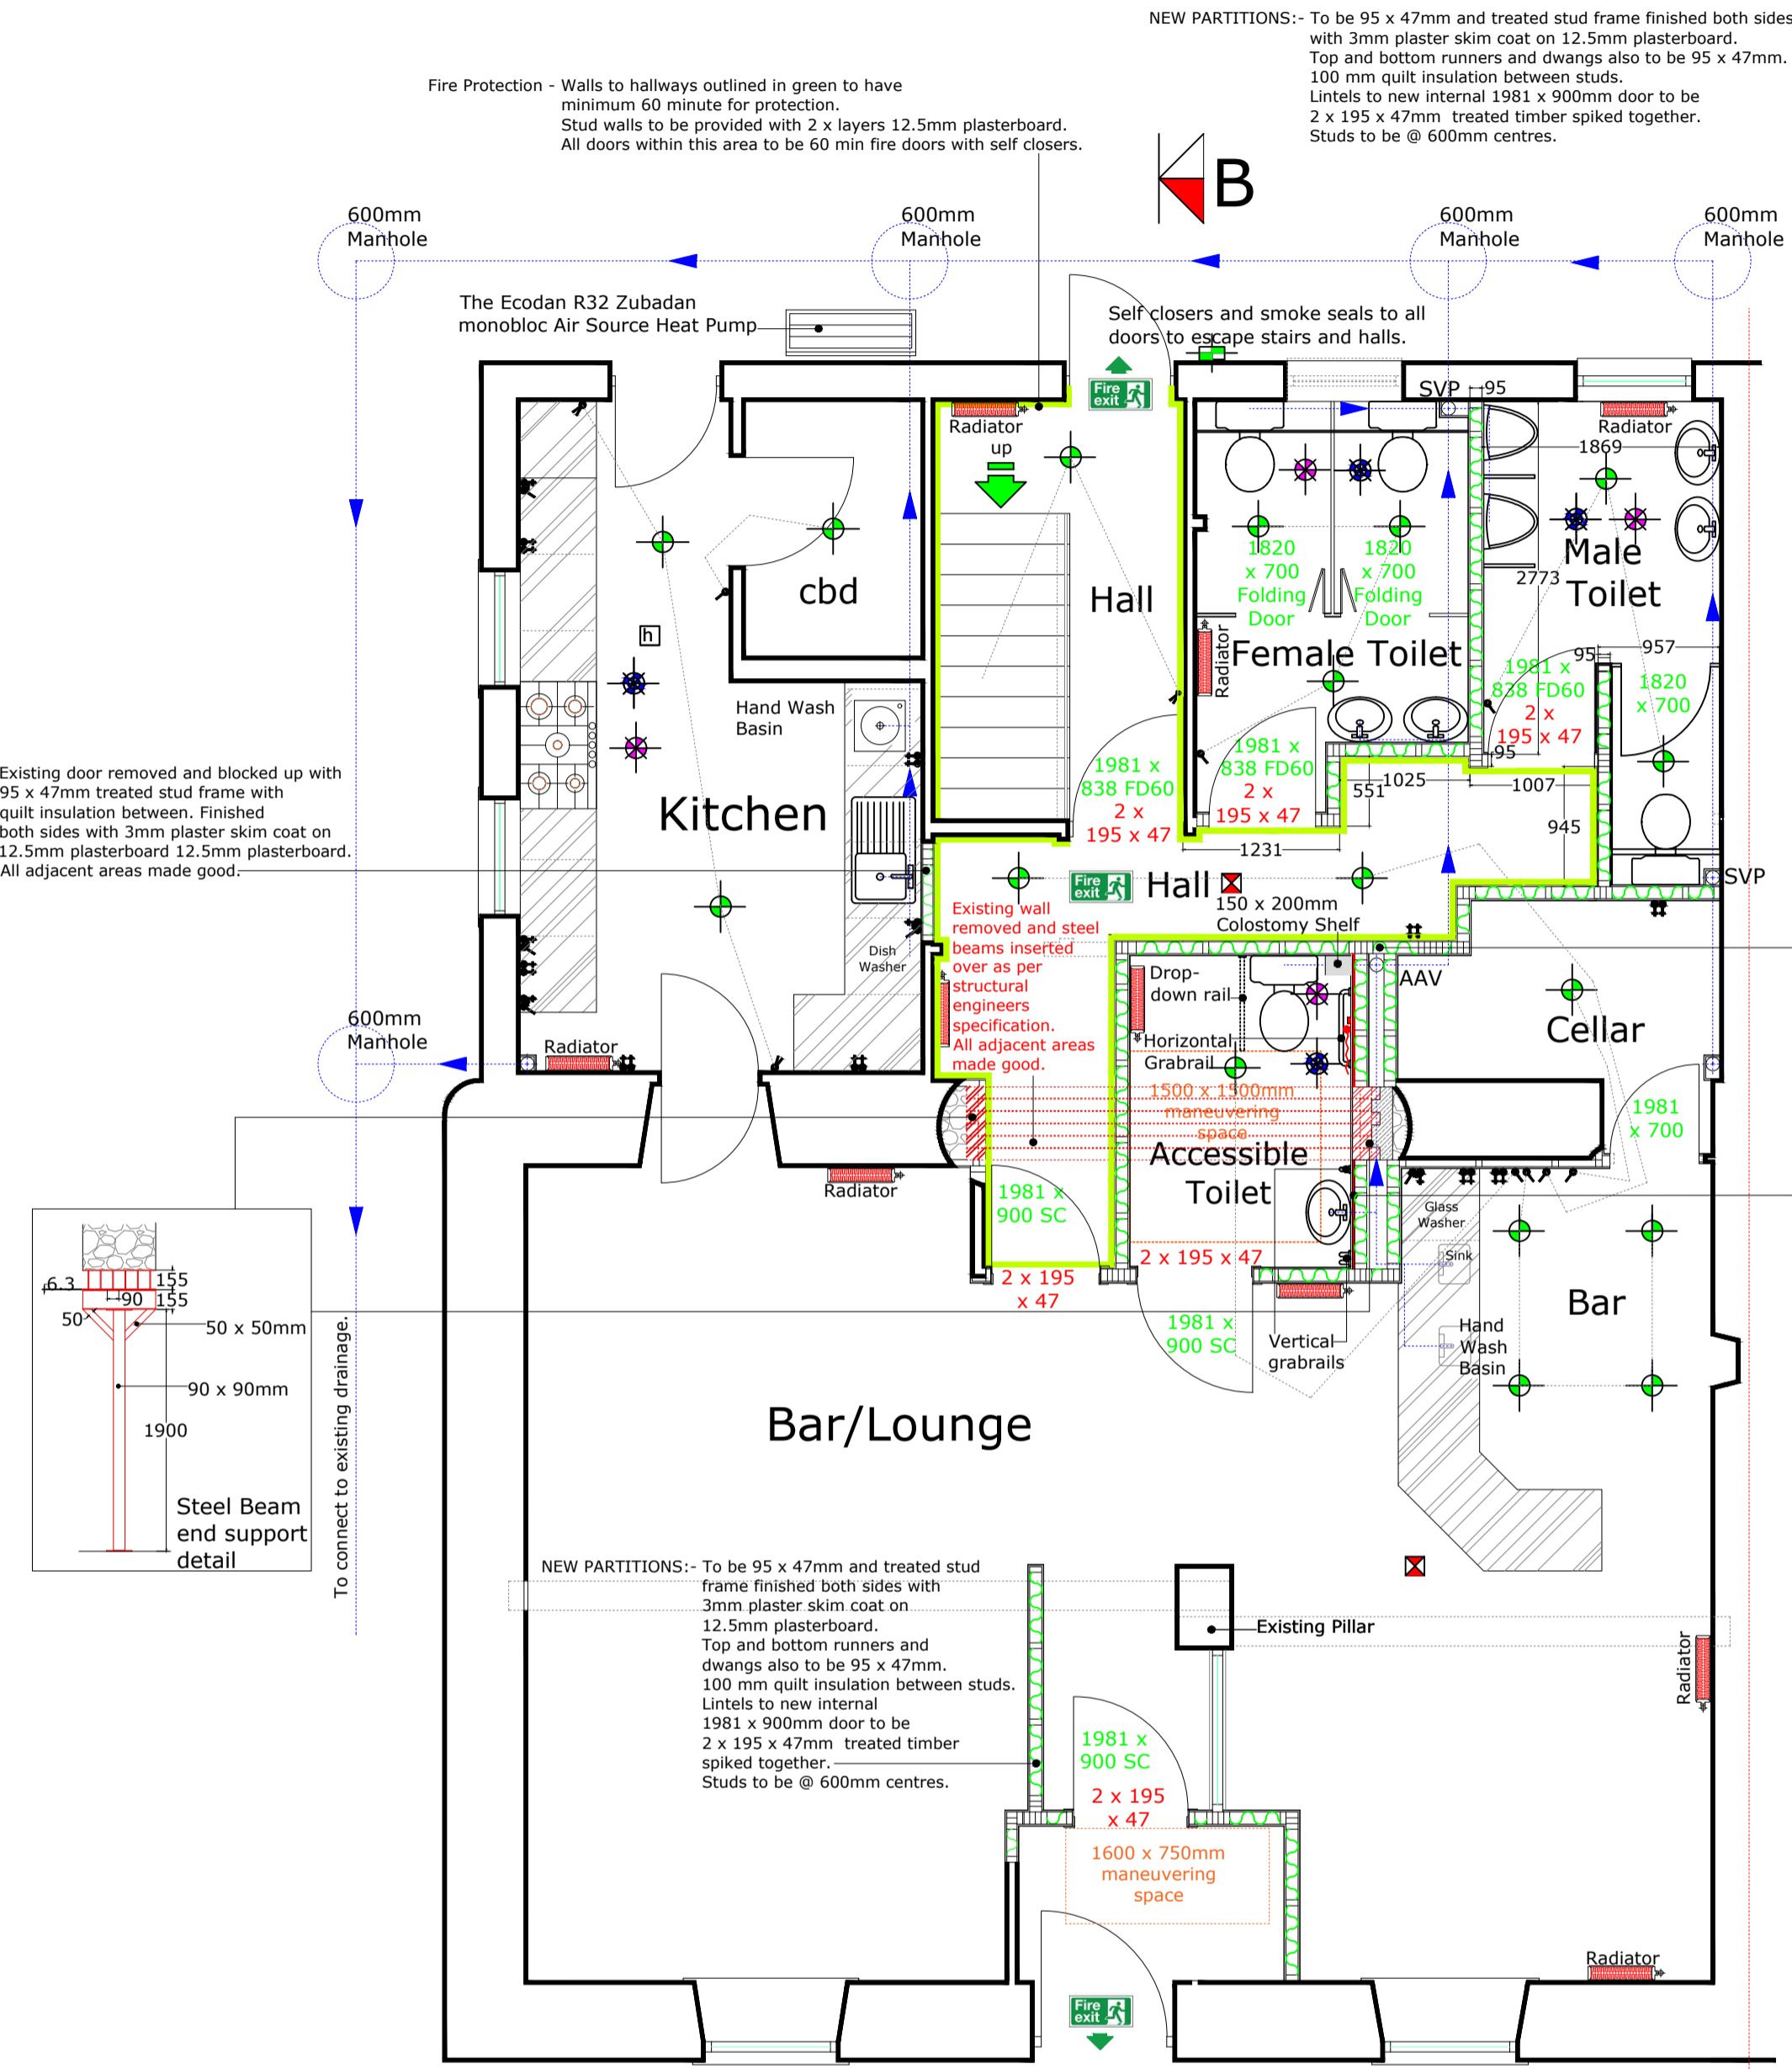 NEW PARTITIONS:- To be 95 x 47mm and treated stud frame finished both sides
with 3mm plaster skim coat on 12.5mm plasterboard.
Top and bottom runners and dwangs also to be 95 x 47mm.
100 mm quilt insulation between studs.
Lintels to new internal 1981 x 900mm door to be
2 x 195 x 47mm treated timber spiked together.
Studs to be @ 600mm centres.
Fire Protection - Walls to hallways outlined in green to have
minimum 60 minute for protection.
Stud walls to be provided with 2 x layers 12.5mm plasterboard.
All doors within this area to be 60 min fire doors with self closers.
B
600mm
Manhole
600mm
Manhole
600mm
Manhole
600mm
Manhole
The Ecodan R32 Zubadan
monobloc Air Source Heat Pump
Self closers and smoke seals to all
doors to escape stairs and halls.
Fire
exit
SVP
95
Radiator
up
Radiator
1869
cbd
Hall
1820
x 700
Folding
Door
1820
x 700
Folding
Door
Male
Toilet
2773
h
Radiator
Female Toilet
95
957
1981 x
838 FD60
2 x
195 x 47
1820
x 700
95
Hand Wash
Basin
Kitchen
1981 x
838 FD60
2 x
195 x 47
1981 x
838 FD60
2 x
195 x 47
551
1025
1007
945
1231
Existing door removed and blocked up with
95 x 47mm treated stud frame with
quilt insulation between. Finished
both sides with 3mm plaster skim coat on
12.5mm plasterboard 12.5mm plasterboard.
All adjacent areas made good.
Fire
exit
Hall
SVP
150 x 200mm
Colostomy Shelf
Existing wall
removed and steel
beams inserted
over as per
structural
engineers
specification.
All adjacent areas
made good.
Dish
Washer
Drop-
down rail
AAV
Cellar
Horizontal
Grabrail
600mm
Manhole
Radiator
1500 x 1500mm
maneuvering
space
Accessible
Toilet
1981
x 700
Radiator
1981 x
900 SC
Glass
Washer
Sink
2 x 195 x 47
2 x 195
x 47
Bar
6.3
155
90
155
50
50 x 50mm
90 x 90mm
1900
Steel Beam
end support
detail
To connect to existing drainage.
1981 x
900 SC
Vertical
grabrails
Hand
Wash
Basin
Bar/Lounge
NEW PARTITIONS:- To be 95 x 47mm and treated stud
frame finished both sides with
3mm plaster skim coat on
12.5mm plasterboard.
Top and bottom runners and
dwangs also to be 95 x 47mm.
100 mm quilt insulation between studs.
Lintels to new internal
1981 x 900mm door to be
2 x 195 x 47mm treated timber
spiked together.
Studs to be @ 600mm centres.
Existing Pillar
Radiator
1981 x
900 SC
2 x 195
x 47
1600 x 750mm
maneuvering
space
Radiator
Fire
exit